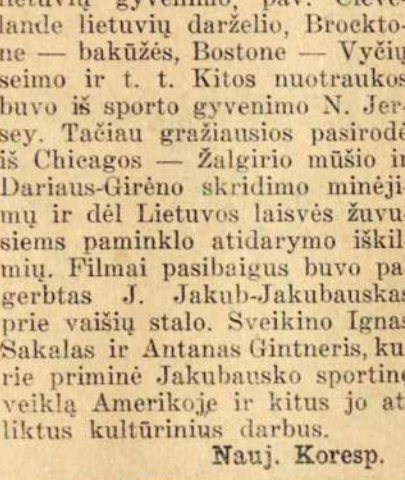 lietuvių gyvenimo, pav. Cleve-
lande lietuvių darželio, Brockto-
ne — bakūžės, Bostone — Vyčių
seimo ir t. t. Kitos nuotraukos
buvo iš sporto gyvenimo N. Jer-
sey. Tačiau gražiausios pasirodė
iš Chicagos — Žalgirio mūšio ir
Dariaus-Girėno skridimo minėji-
mų ir dėl Lietuvos laisvės žuvu-
siems paminklo atidarymo iškil-
mių. Filmai pasibaigus buvo pa-
gerbtas J. Jakub-Jakubauskas
prie vaišių stalo. Sveikino Ignas
Sakalas ir Antanas Gintneris, ku-
rie priminė Jakubausko sportinę
veiklą Amerikoje ir kitus jo at-
liktus kultūrinius darbus.
Nauj. Koresp.